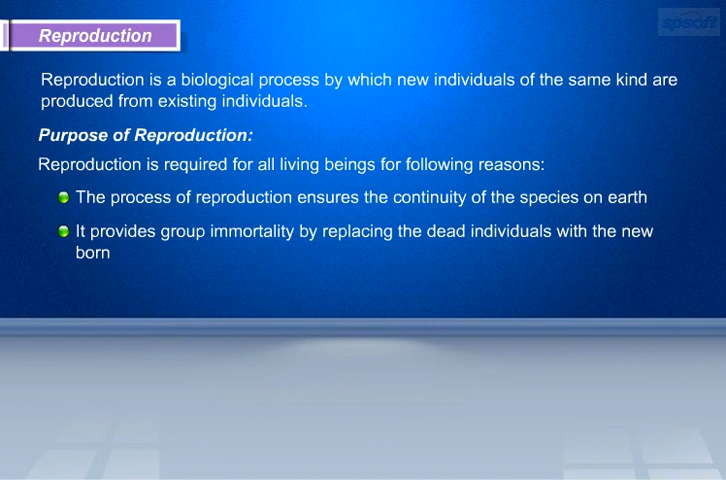 Reproduction
spsoft
Reproduction is a biological process by which new individuals of the same kind are
produced from existing individuals.
Purpose of Reproduction:
Reproduction is required for all living beings for following reasons:
The process of reproduction ensures the continuity of the species on earth
It provides group immortality by replacing the dead individuals with the new
born